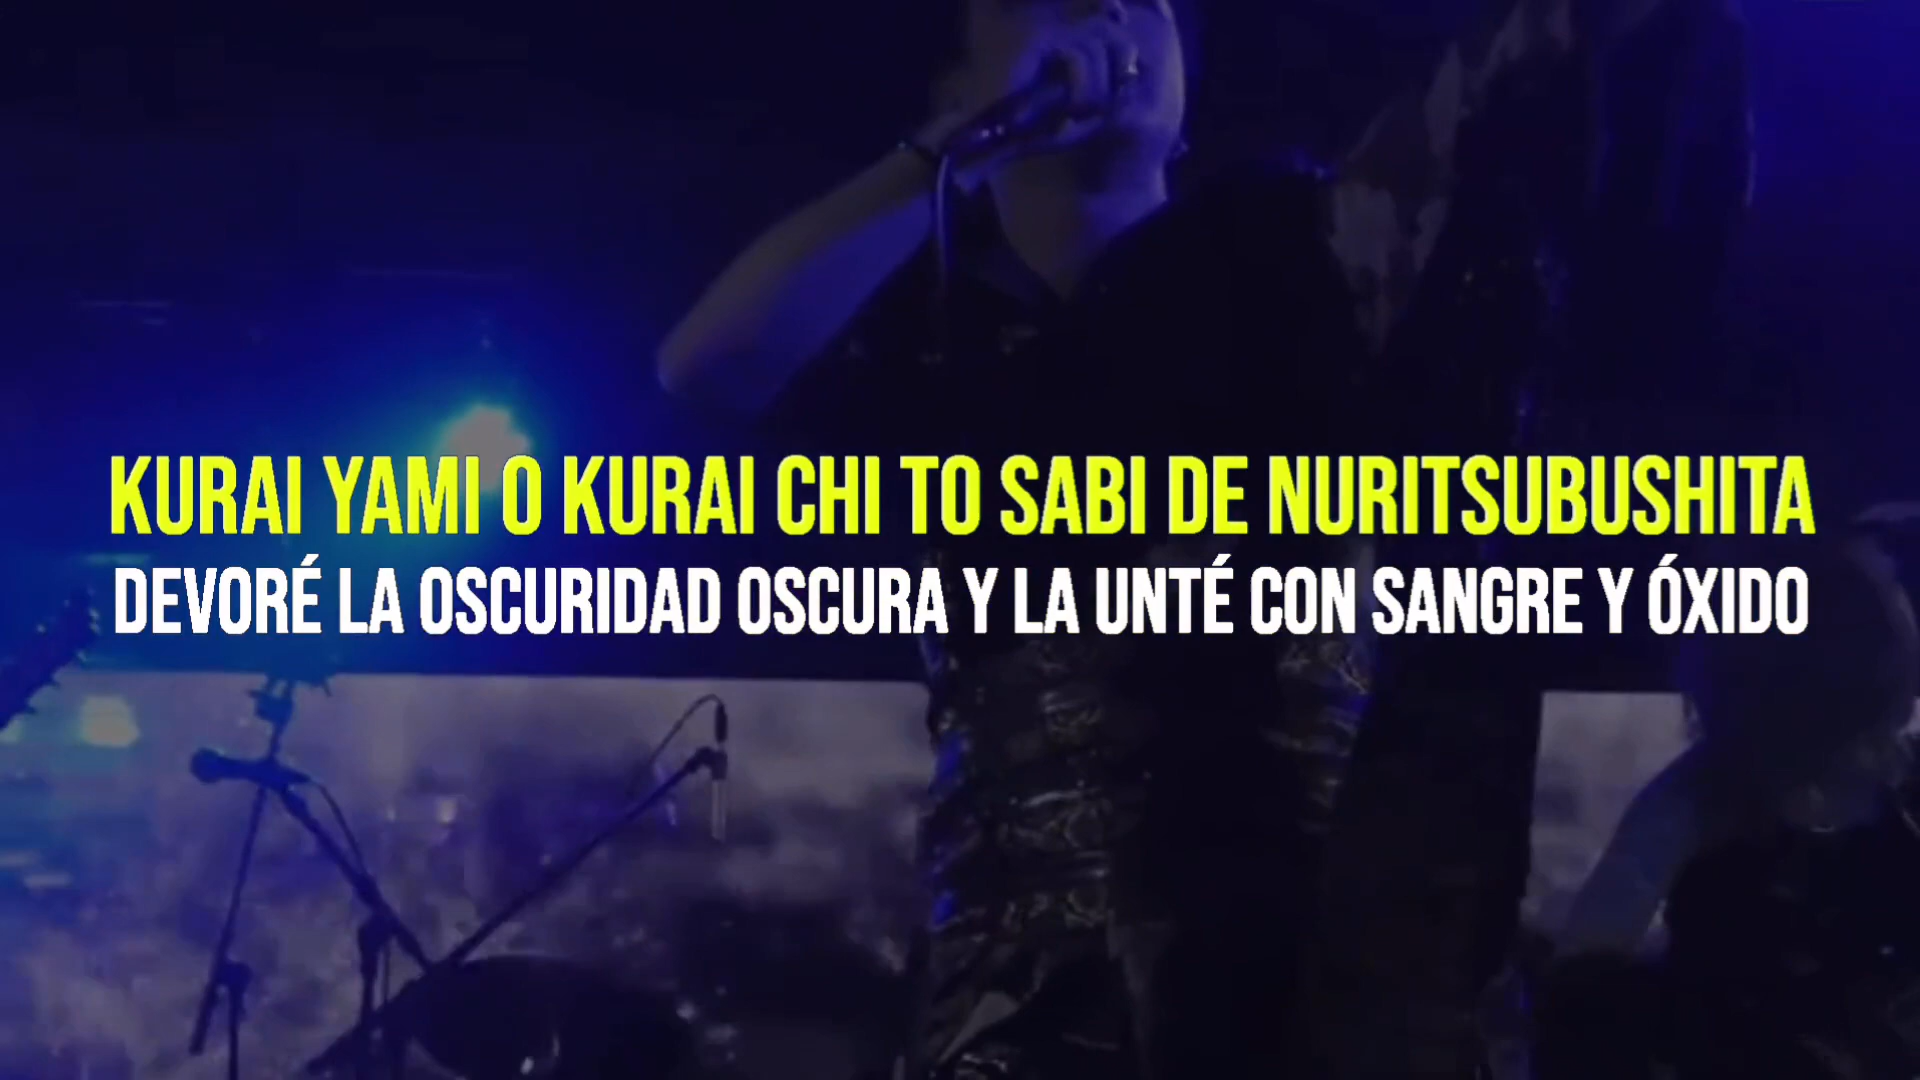 KURAI YAMI O KURAI CHI TO SABI DE NURITSUBUSHITA
DEVORÉ LA OSCURIDAD OSCURA Y LA UNTÉ CON SANGRE Y ÓXIDO